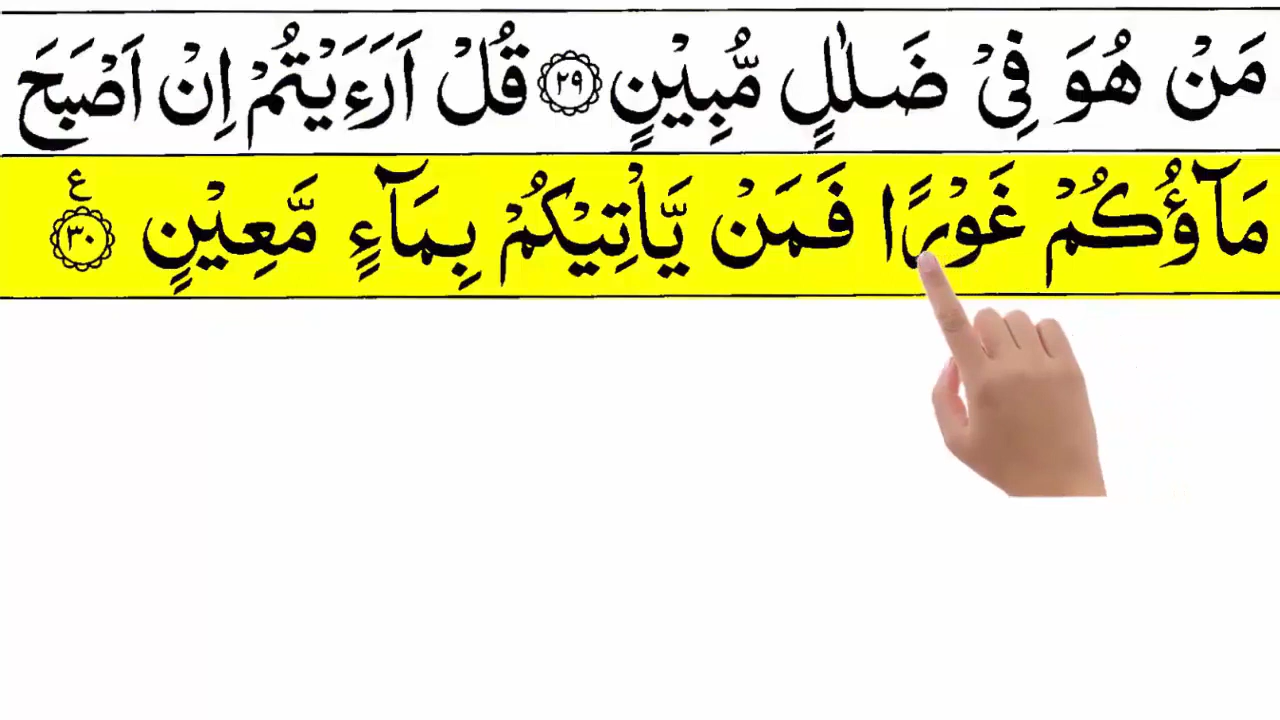 مَنْ هُوَ فِیْ ضَلٰلٍ مُّبِیْنٍ ﴿۲۹﴾ قُلْ اَرَءَیْتُمْ اِنْ اَصْبَحَ
مَآؤُكُمْ غَوْرًا فَمَنْ یَّاْتِیْكُمْ بِمَآءٍ مَّعِیْنٍ ﴿۳۰﴾ ع